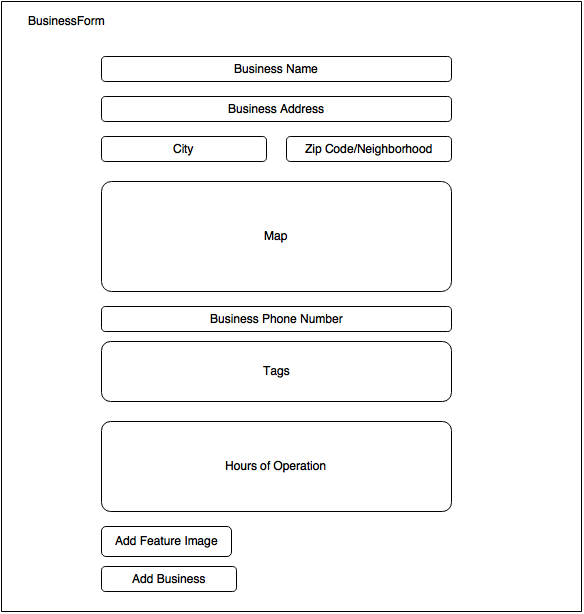 BusinessForm
Business Name
Business Address
City
Zip Code/Neighborhood
Map
Business Phone Number
Tags
Hours of Operation
Add Feature Image
Add Business